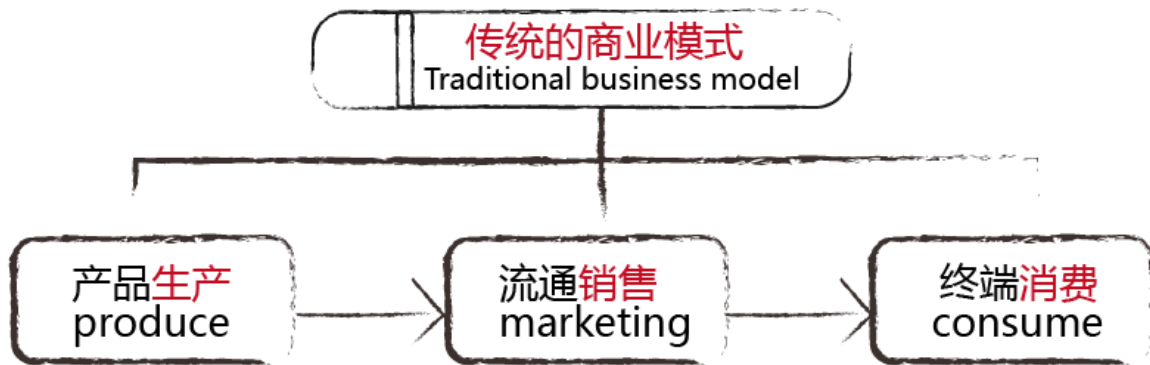 传统的商业模式
Traditional business model
产品生产
produce
流通销售
marketing
终端消费
consume